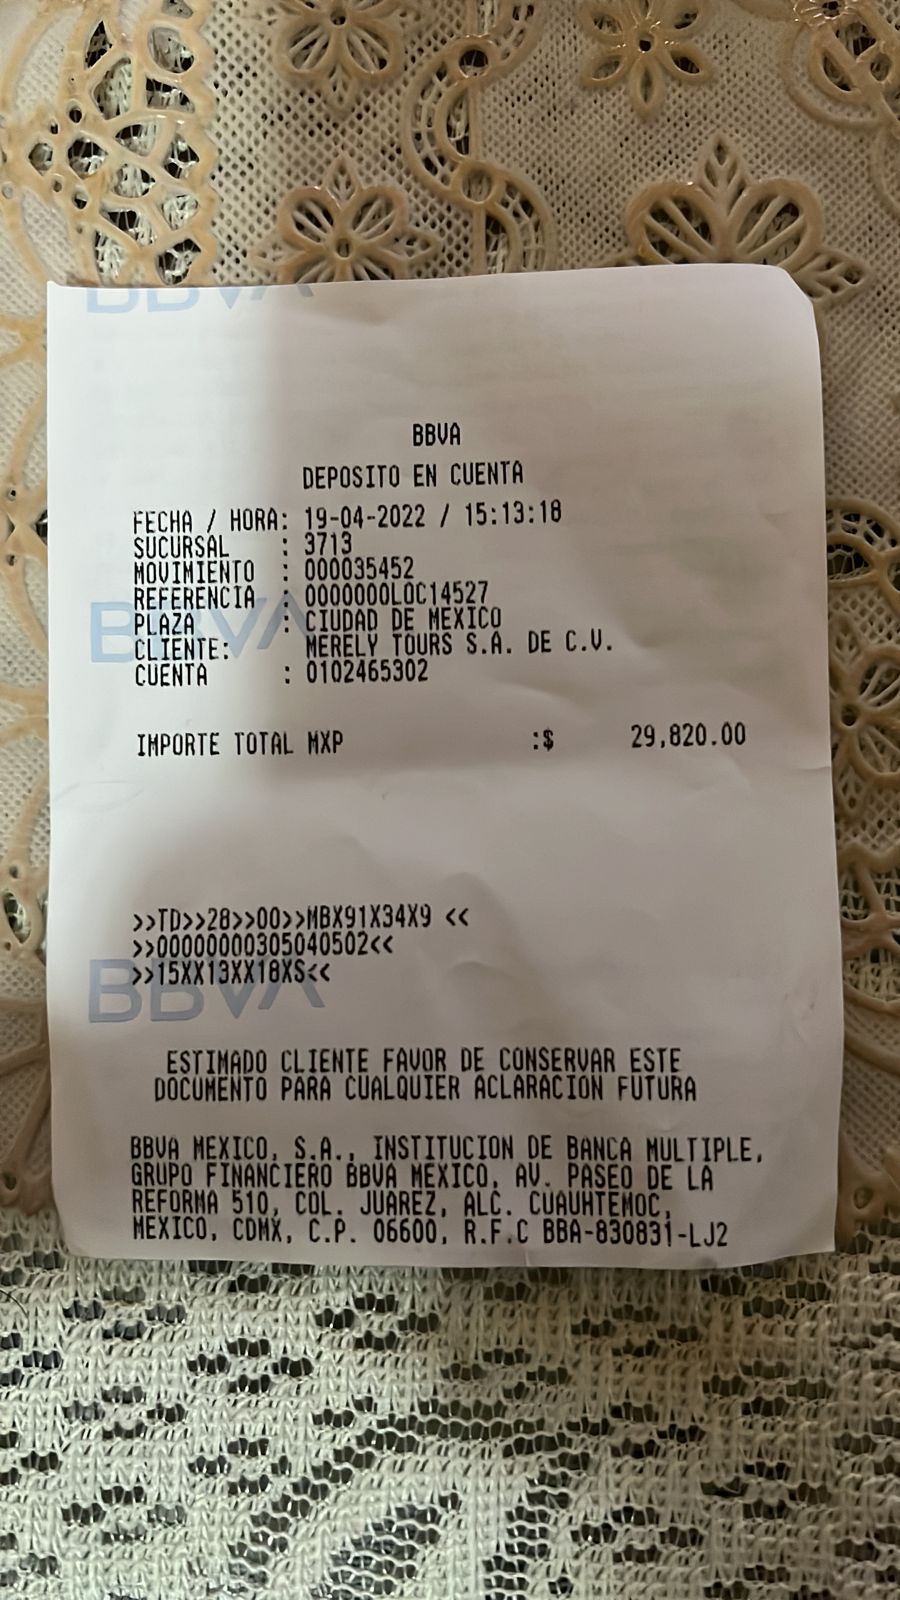 BBVA
BBVA
DEPOSITO EN CUENTA
FECHA / HORA: 19-04-2022 / 15:13:18
SUCURSAL : 3713
MOVIMIENTO : 000035452
REFERENCIA : 0000000LOC14527
PLAZA : CIUDAD DE MEXICO
BBVA
CLIENTE: MERELY TOURS S.A. DE C.V.
CUENTA : 0102465302
IMPORTE TOTAL MXP :$ 29,820.00
>>TD>>28>>00>>MBX91X34X9 <<
>>00000000305040502<<
>>15XX13XX18XS<<
BBVA
ESTIMADO CLIENTE FAVOR DE CONSERVAR ESTE
DOCUMENTO PARA CUALQUIER ACLARACION FUTURA
BBVA MEXICO, S.A., INSTITUCION DE BANCA MULTIPLE,
GRUPO FINANCIERO BBVA MEXICO, AV. PASEO DE LA
REFORMA 510, COL. JUAREZ, ALC. CUAUHTEMOC,
MEXICO, CDMX, C.P. 06600, R.F.C BBA-830831-LJ2